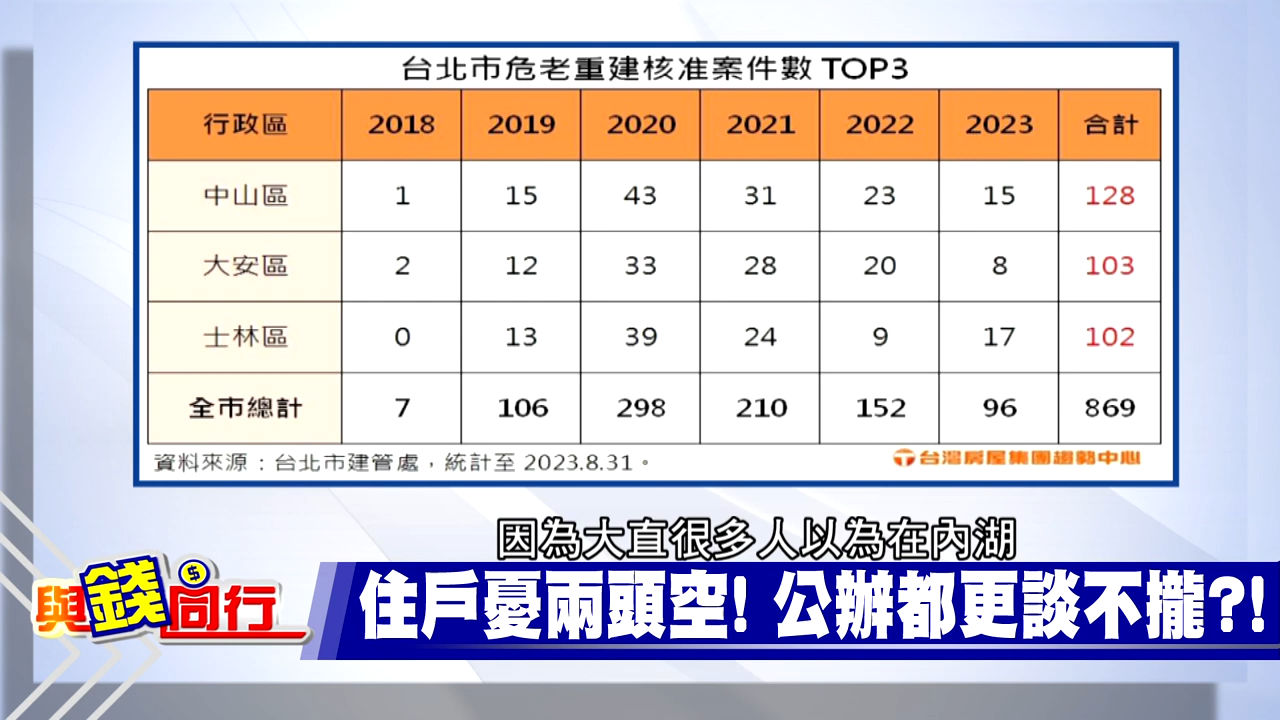 台北市危老重建核准案件數 TOP3
行政區 2018 2019 2020 2021 2022 2023 合計
中山區 1 15 43 31 23 15 128
大安區 2 12 33 28 20 8 103
士林區 0 13 39 24 9 17 102
全市總計 7 106 298 210 152 96 869
資料來源：台北市建管處，統計至 2023.8.31。
台灣房屋集團趨勢中心
因為大直很多人以為在內湖
與錢同行
住戶憂兩頭空! 公辦都更談不攏?!